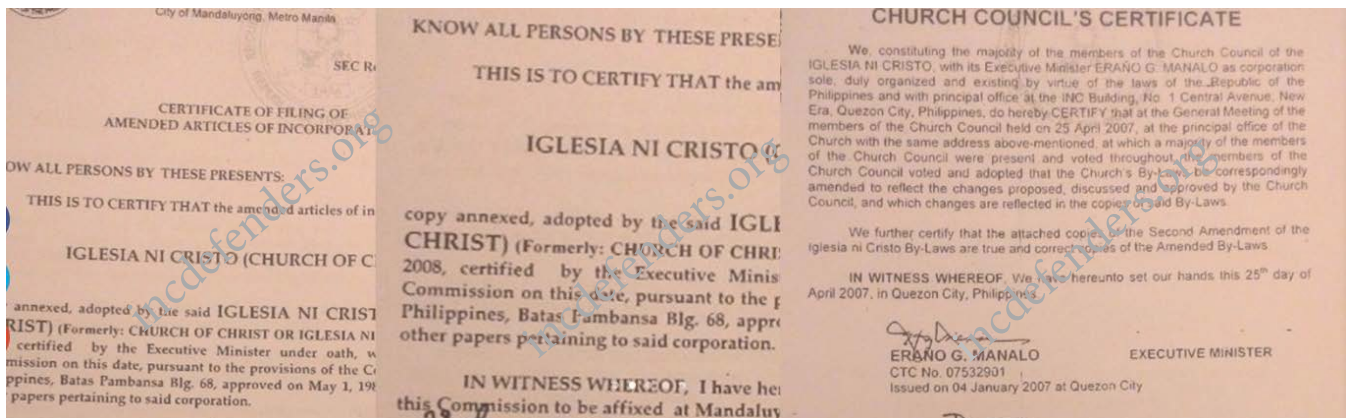 City of Mandaluyong, Metro Manila
SEC Re
CERTIFICATE OF FILING OF
AMENDED ARTICLES OF INCORPORAT
OW ALL PERSONS BY THESE PRESENTS:
THIS IS TO CERTIFY THAT the amended articles of in
IGLESIA NI CRISTO (CHURCH OF C
annexed, adopted by the said IGLESIA NI CRIST
RIST) (Formerly: CHURCH OF CHRIST OR IGLESIA NI
certified by the Executive Minister under oath, w
mission on this date, pursuant to the provisions of the C
ppines, Batas Pambansa Blg. 68, approved on May 1, 198
papers pertaining to said corporation.
incdefenders.org
KNOW ALL PERSONS BY THESE PRESE
THIS IS TO CERTIFY THAT the am
IGLESIA NI CRISTO (C
copy annexed, adopted by the said IGLE
CHRIST) (Formerly: CHURCH OF CHRI
2008, certified by the Executive Minis
Commission on this date, pursuant to the p
Philippines, Batas Pambansa Blg. 68, appro
other papers pertaining to said corporation.
IN WITNESS WHEREOF, I have her
this Commission to be affixed at Mandaluy
incdefenders.org
CHURCH COUNCIL'S CERTIFICATE
We, constituting the majority of the members of the Church Council of the
IGLESIA NI CRISTO, with its Executive Minister ERAÑO G. MANALO as corporation
sole, duly organized and existing by virtue of the laws of the Republic of the
Philippines and with principal office at the INC Building, No. 1 Central Avenue, New
Era, Quezon City, Philippines, do hereby CERTIFY that at the General Meeting of the
members of the Church Council held on 25 April 2007, at the principal office of the
Church with the same address above-mentioned, at which a majority of the members
of the Church Council were present and voted throughout, the members of the
Church Council voted and adopted that the Church's By-Laws be correspondingly
amended to reflect the changes proposed, discussed and approved by the Church
Council, and which changes are reflected in the copies of said By-Laws.
We further certify that the attached copies of the Second Amendment of the
Iglesia ni Cristo By-Laws are true and correct copies of the Amended By-Laws.
IN WITNESS WHEREOF, We have hereunto set our hands this 25th day of
April 2007, in Quezon City, Philippines.
ERAÑO G. MANALO EXECUTIVE MINISTER
CTC No. 07532901
Issued on 04 January 2007 at Quezon City
incdefenders.org